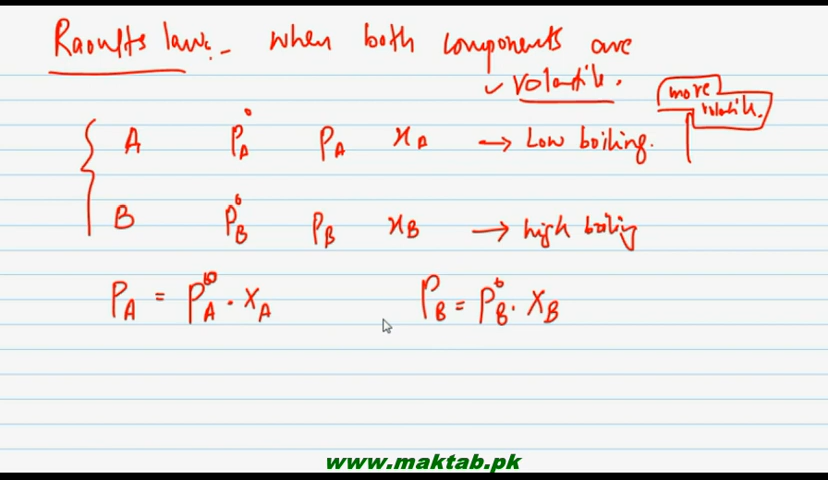 Raoults law:- when both components are
✓ volatile.
more volatile.
A P°A PA xA → Low boiling.
B P°B PB xB → high boiling
PA = P°A · XA PB = P°B · XB
www.maktab.pk